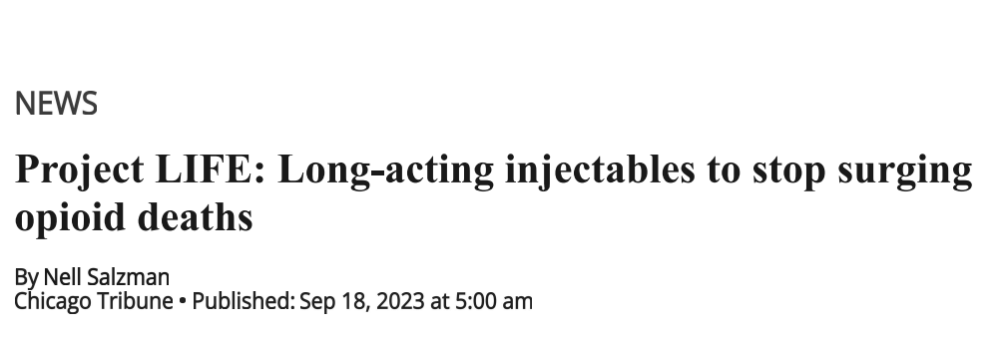 NEWS
Project LIFE: Long-acting injectables to stop surging
opioid deaths
By Nell Salzman
Chicago Tribune • Published: Sep 18, 2023 at 5:00 am